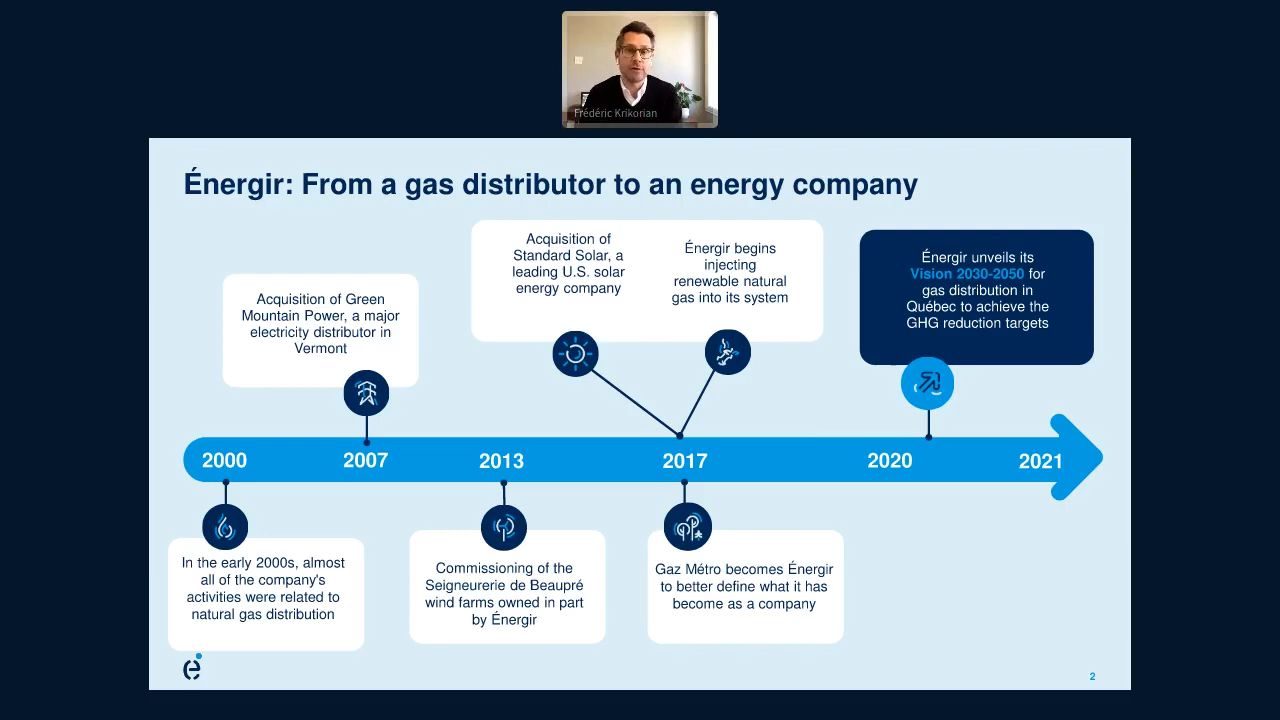 Frédéric Krikorian
Énergir: From a gas distributor to an energy company
Acquisition of Green
Mountain Power, a major
electricity distributor in
Vermont
Acquisition of
Standard Solar, a
leading U.S. solar
energy company
Énergir begins
injecting
renewable natural
gas into its system
Énergir unveils its
Vision 2030-2050 for
gas distribution in
Québec to achieve the
GHG reduction targets
2000
2007
2013
2017
2020
2021
In the early 2000s, almost
all of the company's
activities were related to
natural gas distribution
Commissioning of the
Seigneurerie de Beaupré
wind farms owned in part
by Énergir
Gaz Métro becomes Énergir
to better define what it has
become as a company
é
2